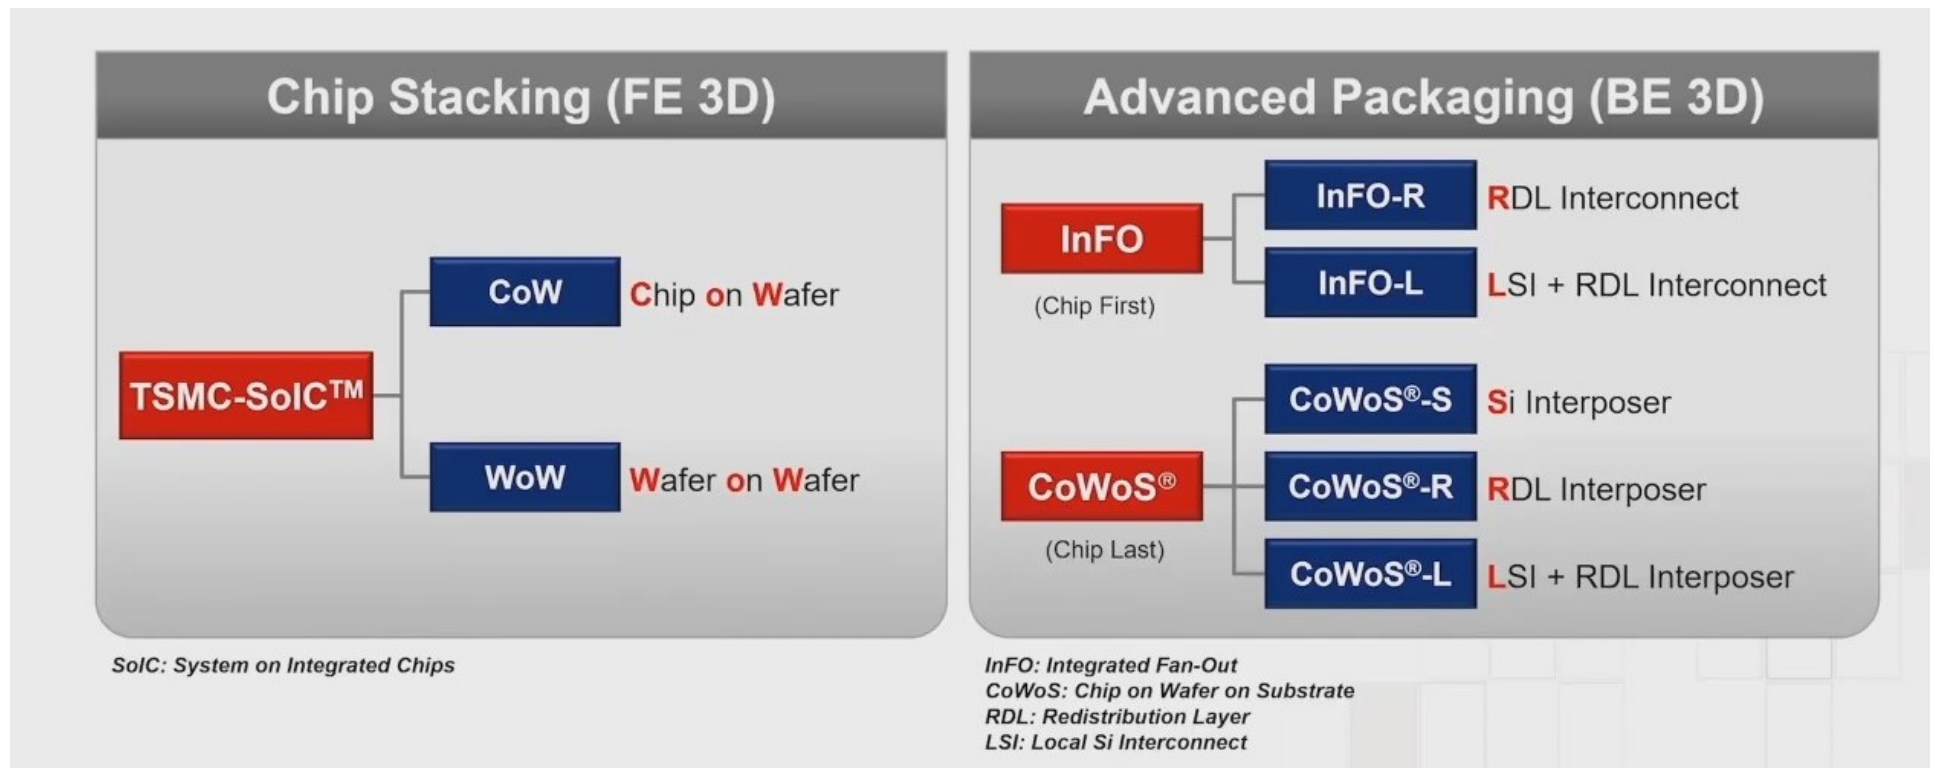 Chip Stacking (FE 3D)
TSMC-SoIC™
CoW
Chip on Wafer
WoW
Wafer on Wafer
SoIC: System on Integrated Chips
Advanced Packaging (BE 3D)
InFO
(Chip First)
InFO-R
RDL Interconnect
InFO-L
LSI + RDL Interconnect
CoWoS®
(Chip Last)
CoWoS®-S
Si Interposer
CoWoS®-R
RDL Interposer
CoWoS®-L
LSI + RDL Interposer
InFO: Integrated Fan-Out
CoWoS: Chip on Wafer on Substrate
RDL: Redistribution Layer
LSI: Local Si Interconnect